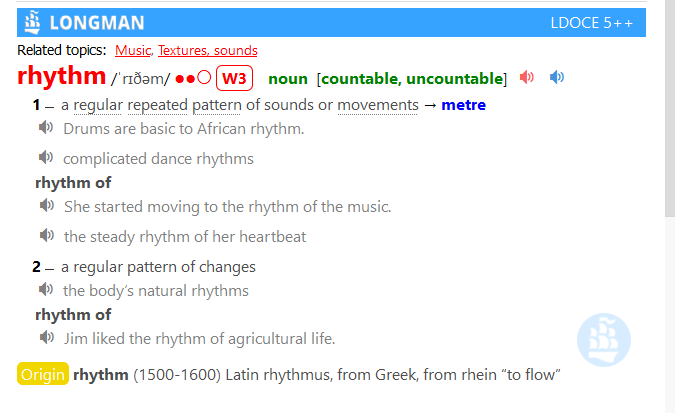 LONGMAN LDOCE 5++
Related topics: Music, Textures, sounds
rhythm /ˈrɪðəm/ ●●○ W3 noun [countable, uncountable]
1 – a regular repeated pattern of sounds or movements → metre
Drums are basic to African rhythm.
complicated dance rhythms
rhythm of
She started moving to the rhythm of the music.
the steady rhythm of her heartbeat
2 – a regular pattern of changes
the body’s natural rhythms
rhythm of
Jim liked the rhythm of agricultural life.
Origin rhythm (1500-1600) Latin rhythmus, from Greek, from rhein “to flow”